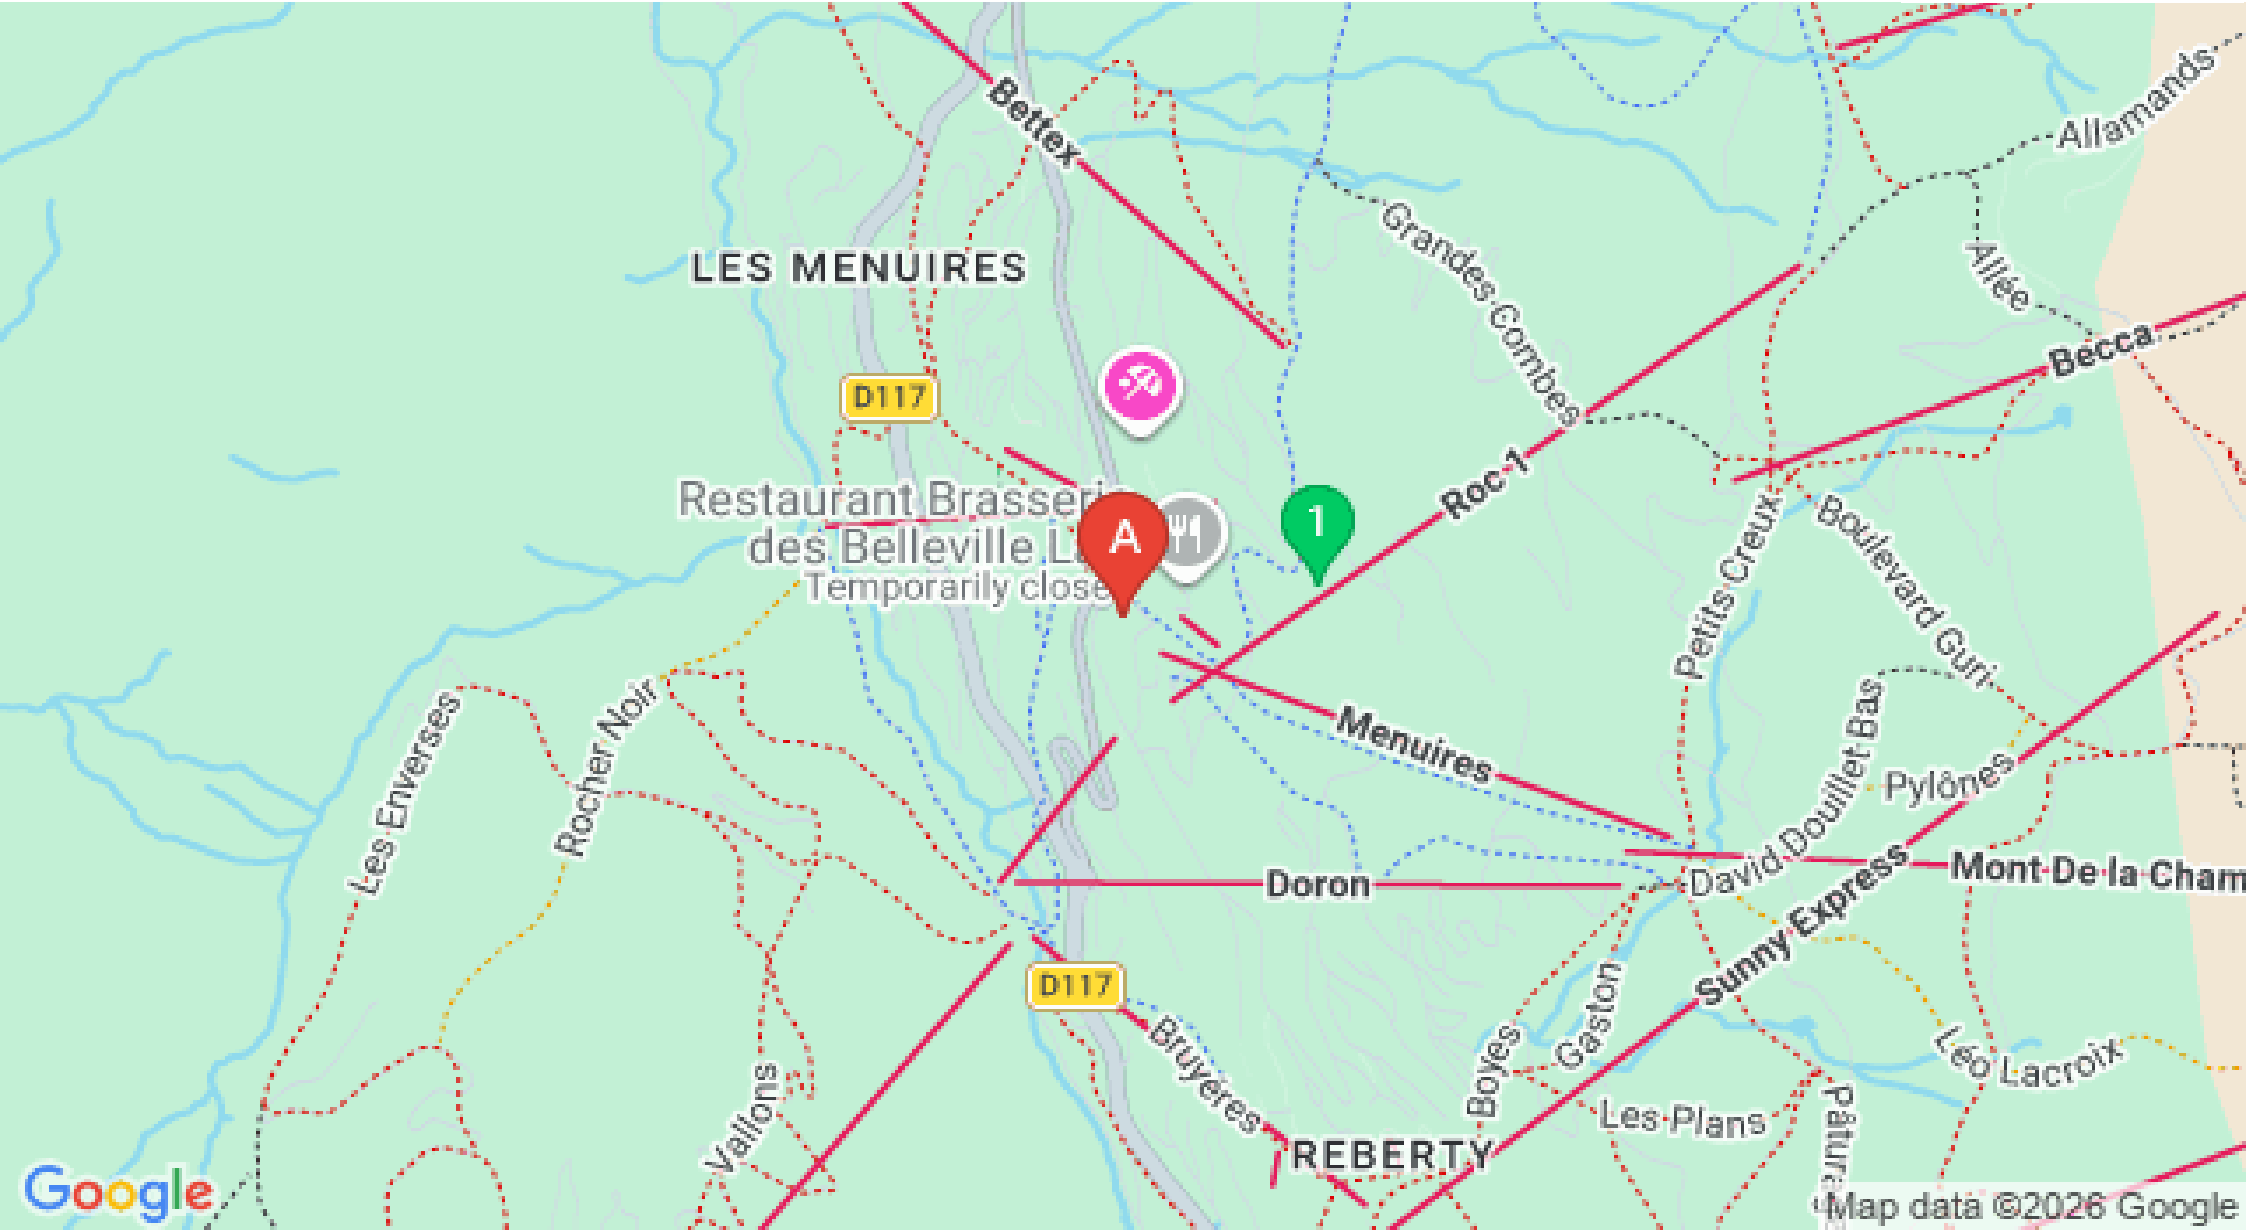 Bettex
Allamands
Grandes Combes
Allée
LES MENUIRES
Becca
D117
Roc 1
Restaurant Brasserie
des Belleville L
Temporarily close
A
1
Petits Creux
Boulevard Guri
Les Enverses
Rocher Noir
Menuires
David Douillet Bas
Pylônes
Doron
Mont De la Cham
Sunny Express
D117
Gaston
Boyes
Bruyères
Léo Lacroix
Vallons
Les Plans
REBERTY
Google
Map data ©2026 Google